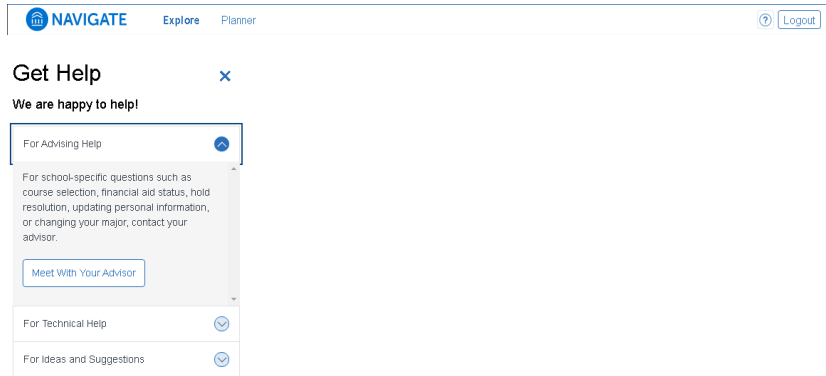 NAVIGATE Explore Planner ? Logout
Get Help
We are happy to help!
For Advising Help
For school-specific questions such as
course selection, financial aid status, hold
resolution, updating personal information,
or changing your major, contact your
advisor.
Meet With Your Advisor
For Technical Help
For Ideas and Suggestions